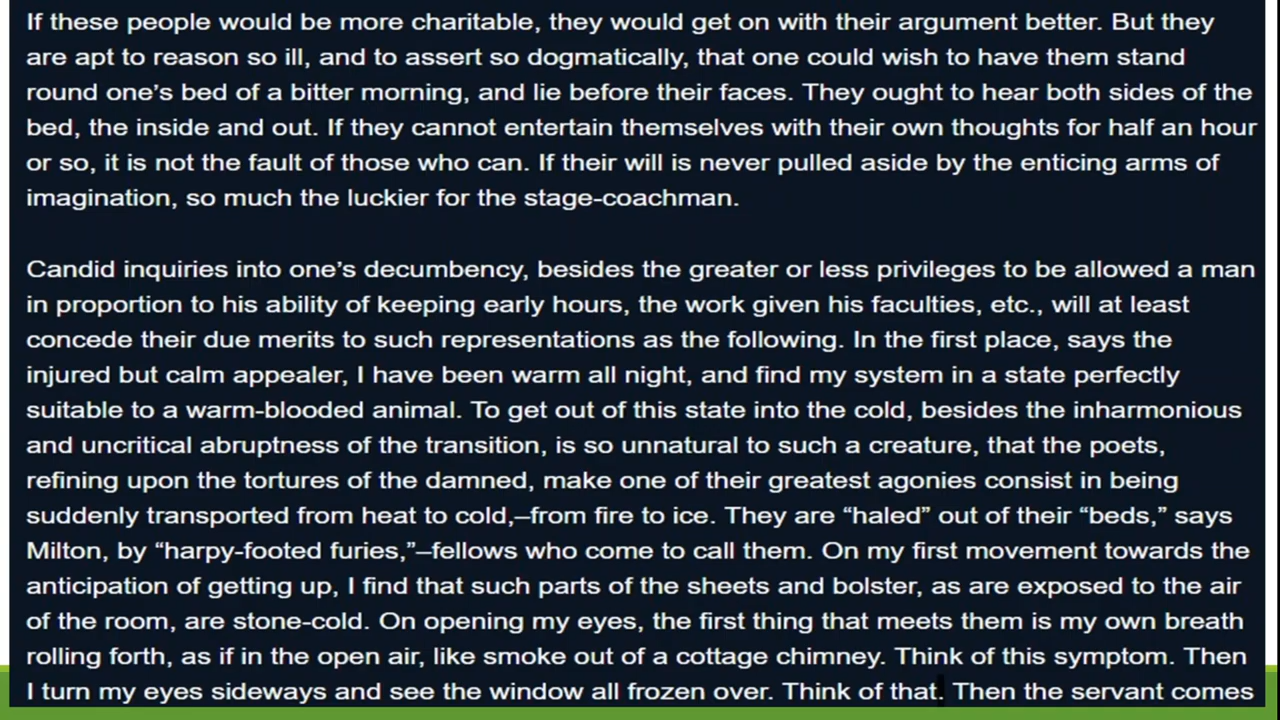 If these people would be more charitable, they would get on with their argument better. But they
are apt to reason so ill, and to assert so dogmatically, that one could wish to have them stand
round one’s bed of a bitter morning, and lie before their faces. They ought to hear both sides of the
bed, the inside and out. If they cannot entertain themselves with their own thoughts for half an hour
or so, it is not the fault of those who can. If their will is never pulled aside by the enticing arms of
imagination, so much the luckier for the stage-coachman.
Candid inquiries into one’s decumbency, besides the greater or less privileges to be allowed a man
in proportion to his ability of keeping early hours, the work given his faculties, etc., will at least
concede their due merits to such representations as the following. In the first place, says the
injured but calm appealer, I have been warm all night, and find my system in a state perfectly
suitable to a warm-blooded animal. To get out of this state into the cold, besides the inharmonious
and uncritical abruptness of the transition, is so unnatural to such a creature, that the poets,
refining upon the tortures of the damned, make one of their greatest agonies consist in being
suddenly transported from heat to cold,–from fire to ice. They are “haled” out of their “beds,” says
Milton, by “harpy-footed furies,”–fellows who come to call them. On my first movement towards the
anticipation of getting up, I find that such parts of the sheets and bolster, as are exposed to the air
of the room, are stone-cold. On opening my eyes, the first thing that meets them is my own breath
rolling forth, as if in the open air, like smoke out of a cottage chimney. Think of this symptom. Then
I turn my eyes sideways and see the window all frozen over. Think of that. Then the servant comes